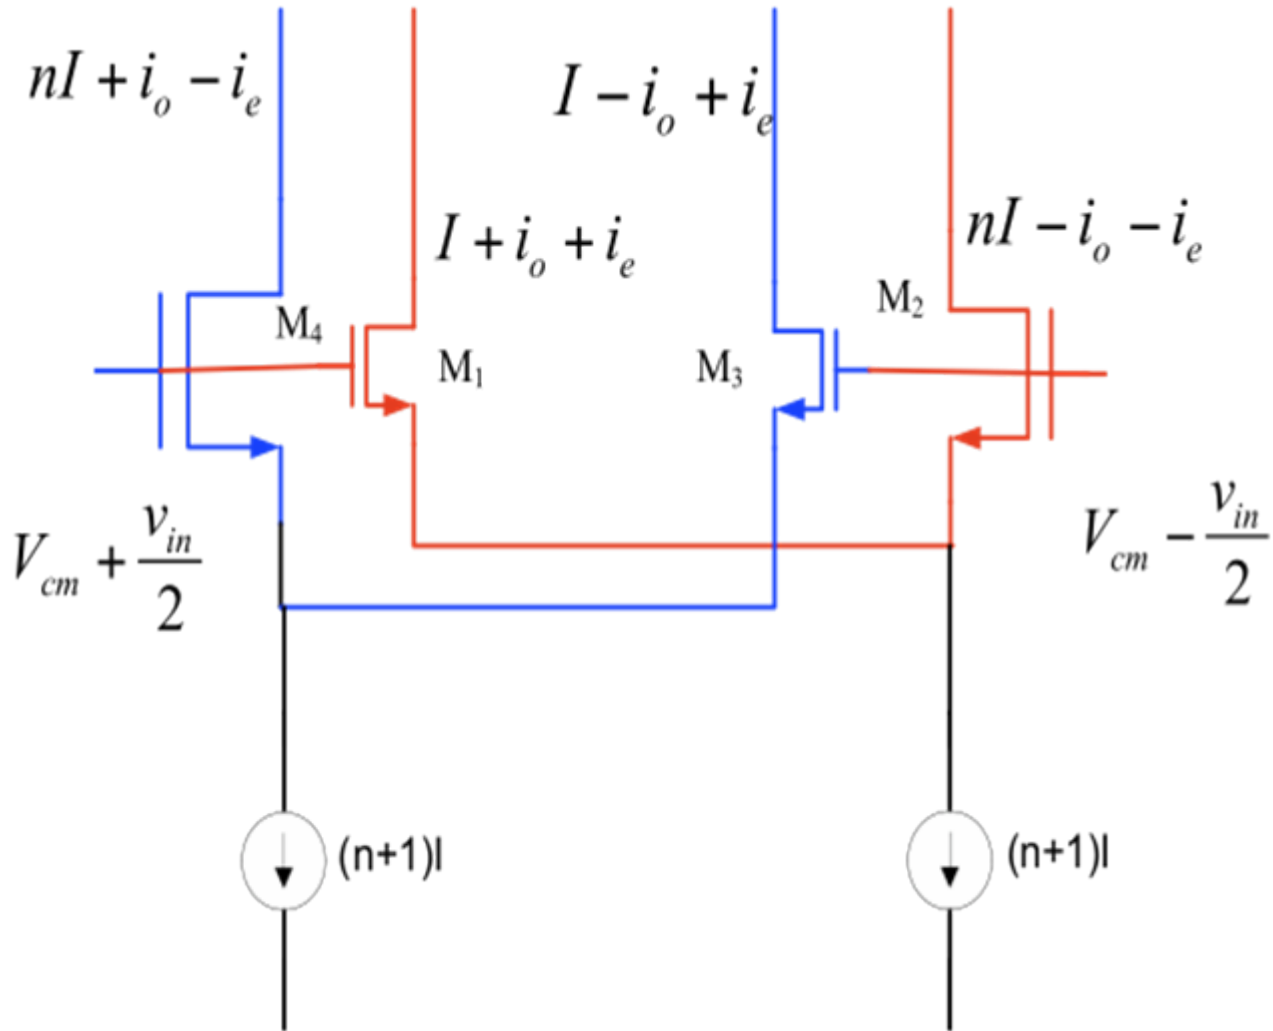 nI + i_o − i_e
I − i_o + i_e
I + i_o + i_e
nI − i_o − i_e
M₄
M₁
M₃
M₂
V_cm + v_in/2
V_cm − v_in/2
(n+1)I
(n+1)I